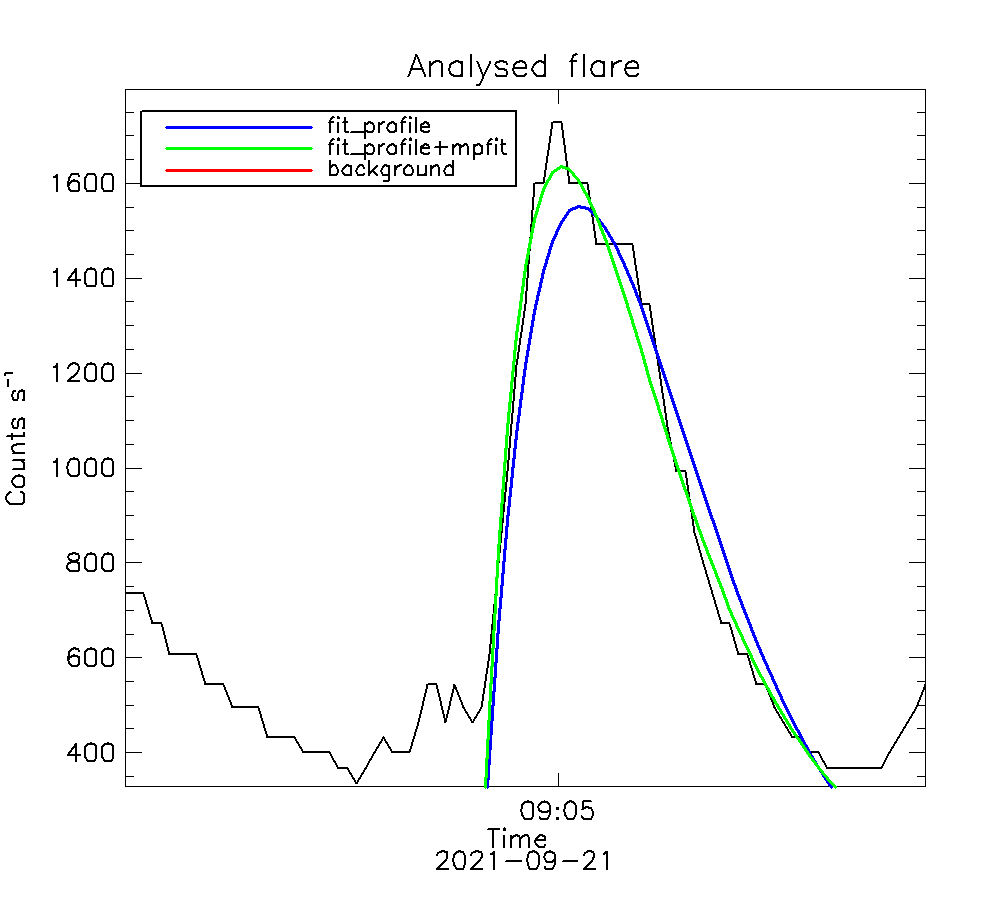 Analysed flare
fit_profile
fit_profile+mpfit
background
1600
1400
1200
1000
800
600
400
Counts s⁻¹
09:05
Time
2021-09-21